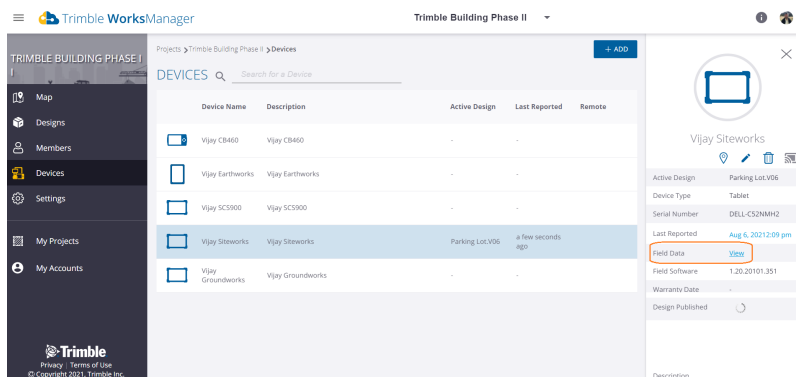 Trimble WorksManager
Trimble Building Phase II
TRIMBLE BUILDING PHASE I
I
Map
Designs
Members
Devices
Settings
My Projects
My Accounts
Trimble
Privacy | Terms of Use
© Copyright 2021, Trimble Inc.
Projects ❯Trimble Building Phase II ❯Devices
+ ADD
DEVICES Search for a Device
Device Name Description Active Design Last Reported Remote
Vijay CB460 Vijay CB460 - -
Vijay Earthworks Vijay Earthworks - -
Vijay SC5900 Vijay SC5900 - -
Vijay Siteworks Vijay Siteworks Parking Lot.V06 a few seconds
ago
Vijay
Groundworks Vijay Groundworks - -
Vijay Siteworks
Active Design Parking Lot.V06
Device Type Tablet
Serial Number DELL-C52NMH2
Last Reported Aug 6, 20212:09 pm
Field Data View
Field Software 1.20.20101.351
Warranty Date -
Design Published
Description